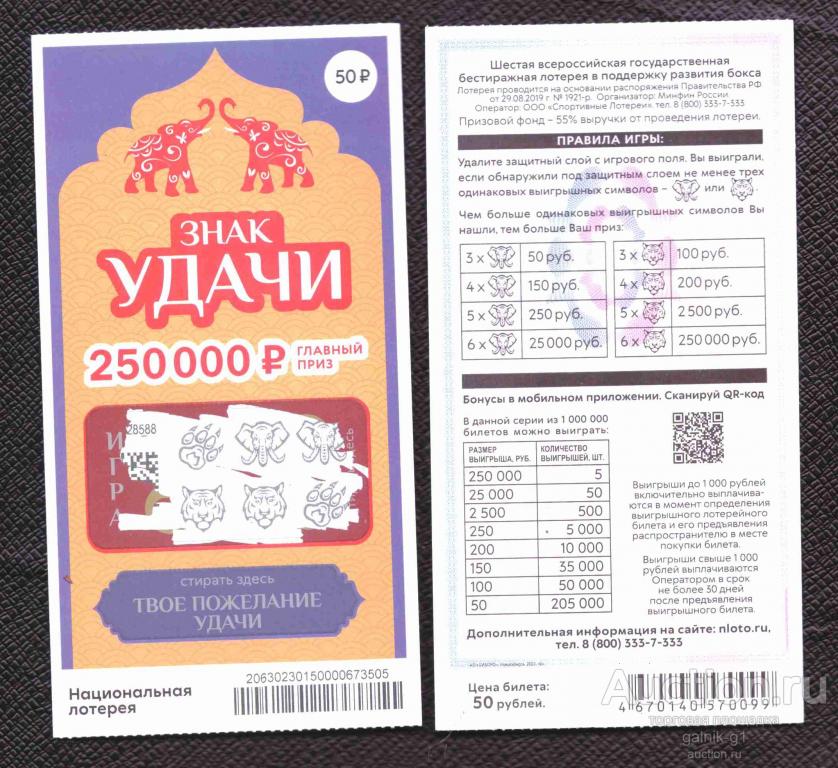 50 ₽
ЗНАК
УДАЧИ
250 000 ₽ ГЛАВНЫЙ
ПРИЗ
28588
ИГРА
стирать здесь
ТВОЕ ПОЖЕЛАНИЕ
УДАЧИ
Национальная
лотерея
20630230150000673505
Шестая всероссийская государственная
бестиражная лотерея в поддержку развития бокса
Лотерея проводится на основании распоряжения Правительства РФ
от 29.08.2019 г. № 1921-р. Организатор: Минфин России
Оператор: ООО «Спортивные Лотереи». тел. 8 (800) 333-7-333
Призовой фонд – 55% выручки от проведения лотереи.
ПРАВИЛА ИГРЫ:
Удалите защитный слой с игрового поля. Вы выиграли,
если обнаружили под защитным слоем не менее трех
одинаковых выигрышных символов – или .
Чем больше одинаковых выигрышных символов Вы
нашли, тем больше Ваш приз:
3 x 50 руб. 3 x 100 руб.
4 x 150 руб. 4 x 200 руб.
5 x 250 руб. 5 x 2 500 руб.
6 x 25 000 руб. 6 x 250 000 руб.
Бонусы в мобильном приложении. Сканируй QR-код
В данной серии из 1 000 000
билетов можно выиграть:
РАЗМЕР
ВЫИГРЫША, РУБ.
КОЛИЧЕСТВО
ВЫИГРЫШЕЙ, ШТ.
250 000 5
25 000 50
2 500 500
250 5 000
200 10 000
150 35 000
100 50 000
50 205 000
Выигрыши до 1 000 рублей
включительно выплачива-
ются в момент определения
выигрышного лотерейного
билета и его предъявления
распространителю в месте
покупки билета.
Выигрыши свыше 1 000
рублей выплачиваются
Оператором в срок
не более 30 дней
после предъявления
выигрышного билета.
Дополнительная информация на сайте: nloto.ru,
тел. 8 (800) 333-7-333
Цена билета:
50 рублей.
4 670140 570099
Auction.ru
торговая площадка
galnik-g1
auction.ru